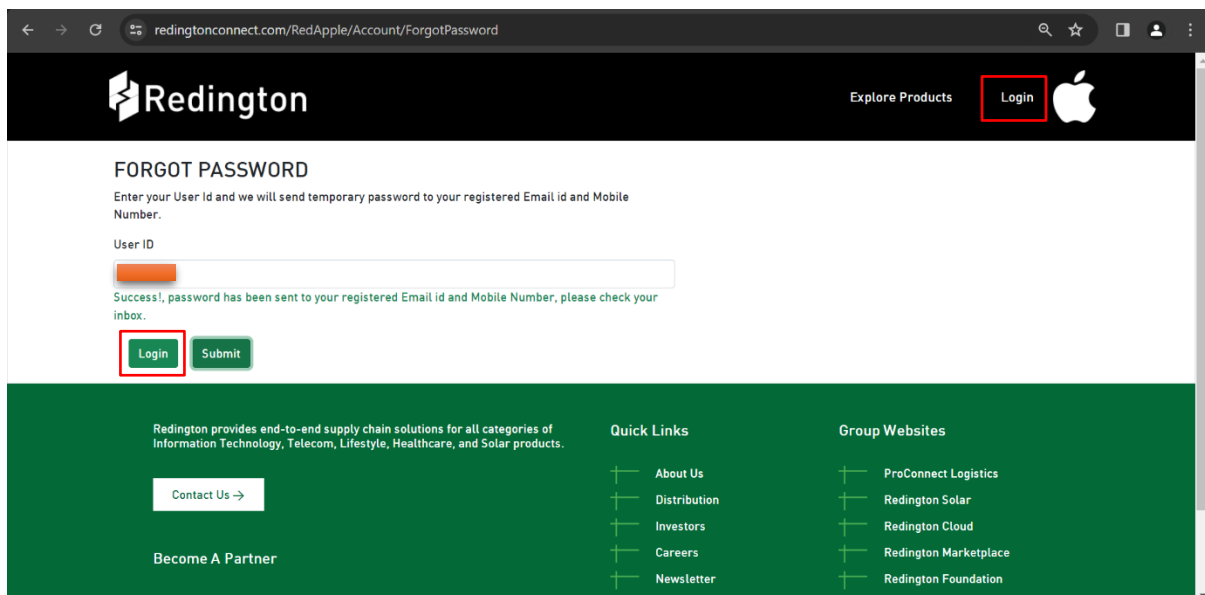 redingtonconnect.com/RedApple/Account/ForgotPassword
Redington
Explore Products
Login
FORGOT PASSWORD
Enter your User Id and we will send temporary password to your registered Email id and Mobile
Number.
User ID
Success!, password has been sent to your registered Email id and Mobile Number, please check your
inbox.
Login
Submit
Redington provides end-to-end supply chain solutions for all categories of
Information Technology, Telecom, Lifestyle, Healthcare, and Solar products.
Contact Us →
Become A Partner
Quick Links
About Us
Distribution
Investors
Careers
Newsletter
Group Websites
ProConnect Logistics
Redington Solar
Redington Cloud
Redington Marketplace
Redington Foundation